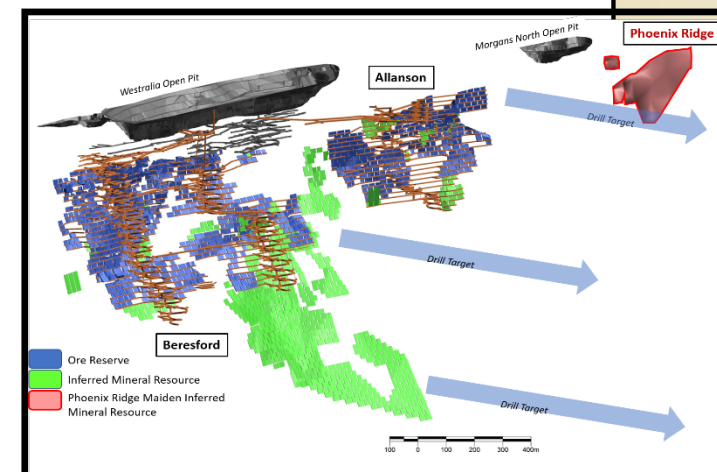 Morgans North Open Pit
Phoenix Ridge
Westralia Open Pit
Allanson
Drill Target
Drill Target
Beresford
Ore Reserve
Inferred Mineral Resource
Phoenix Ridge Maiden Inferred
Mineral Resource
Drill Target
100 0 100 200 300 400m